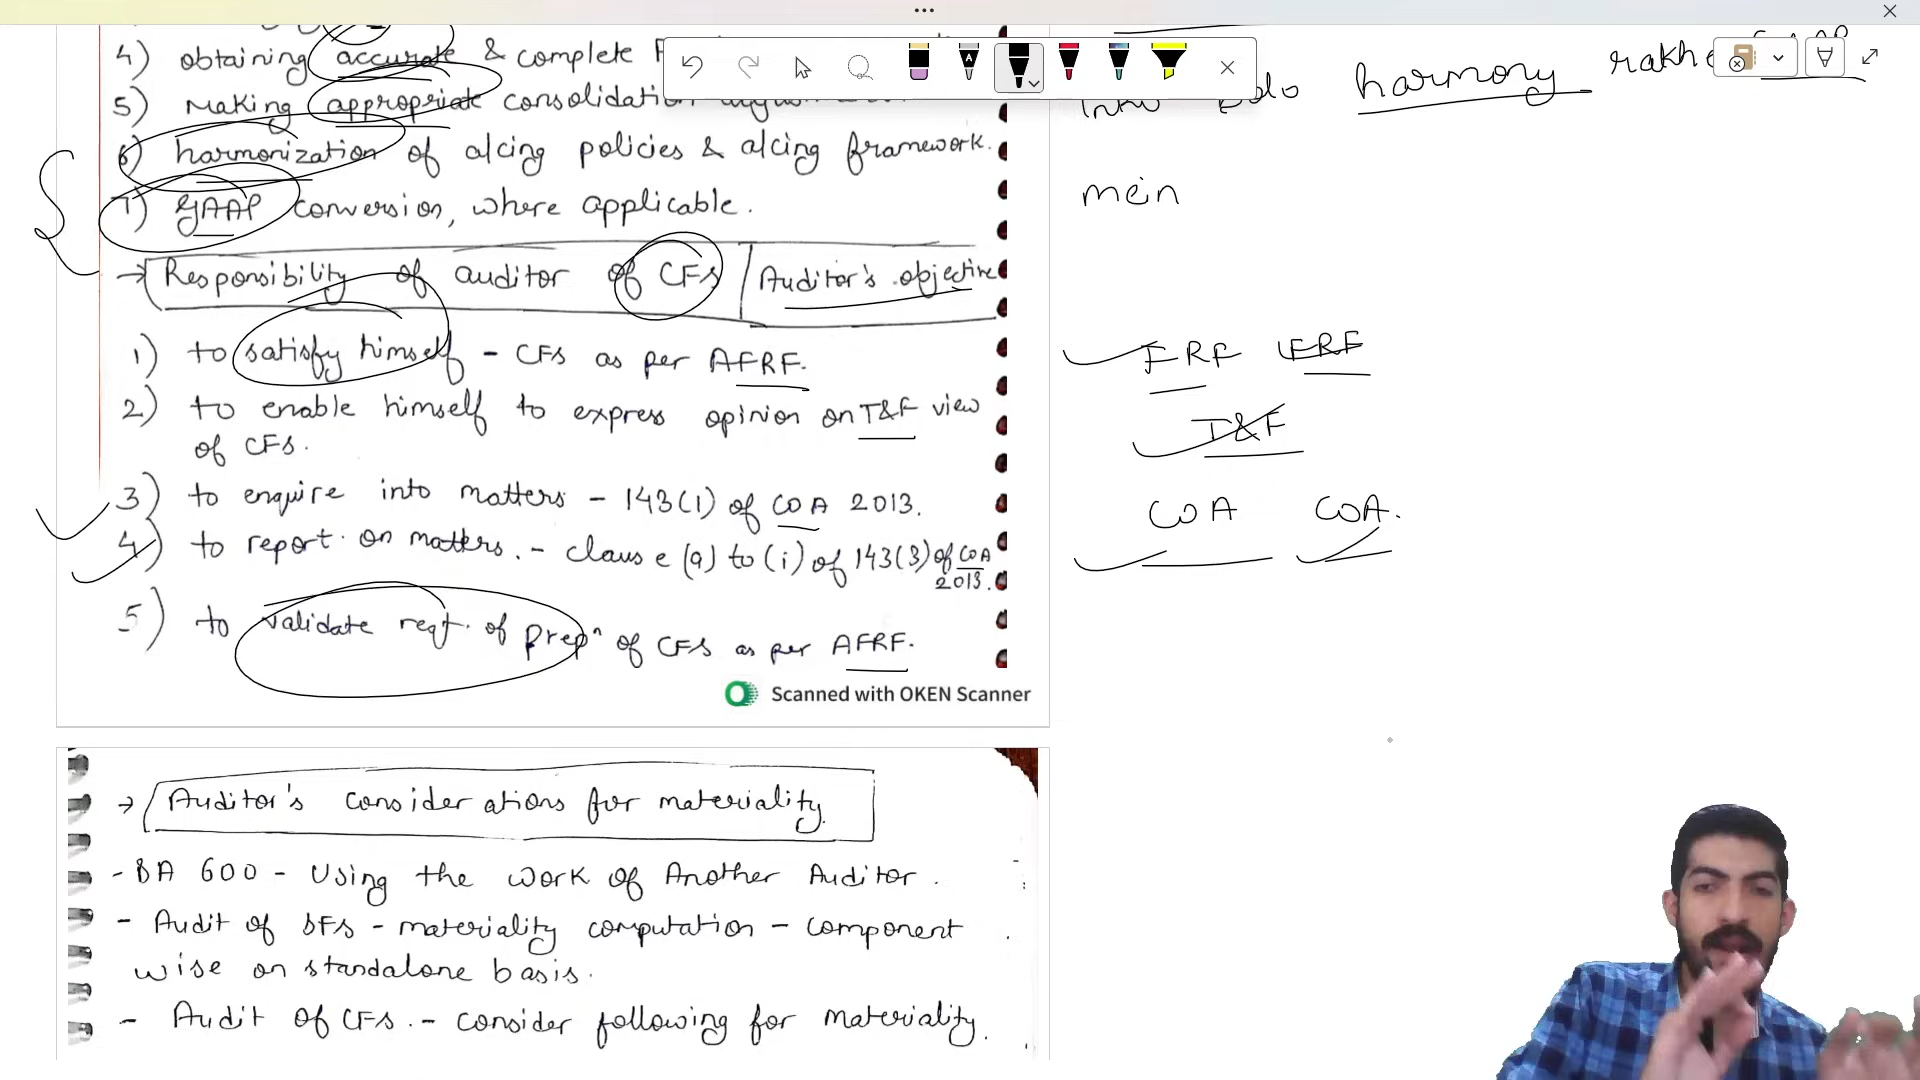 4) obtaining accurate & complete
5) Making appropriate consolidation
6) harmonization of a/cing policies & a/cing framework.
7) GAAP conversion, where applicable.
→ Responsibility of auditor of CFS | Auditor's objective
1) to satisfy himself - CFS as per AFRF.
2) to enable himself to express opinion on T&F view
of CFS.
3) to enquire into matters - 143(1) of COA 2013.
4) to report on matters. - clause (a) to (i) of 143(3) of COA
2013.
5) to validate reqt. of prepⁿ of CFS as per AFRF.
Scanned with OKEN Scanner
→ Auditor's considerations for materiality.
- SA 600 - Using the work of Another Auditor.
- Audit of SFS - materiality computation - component
wise on standalone basis.
- Audit of CFS. - consider following for materiality.
harmony rakhe
mein
FRF FRF
T&F
COA COA.